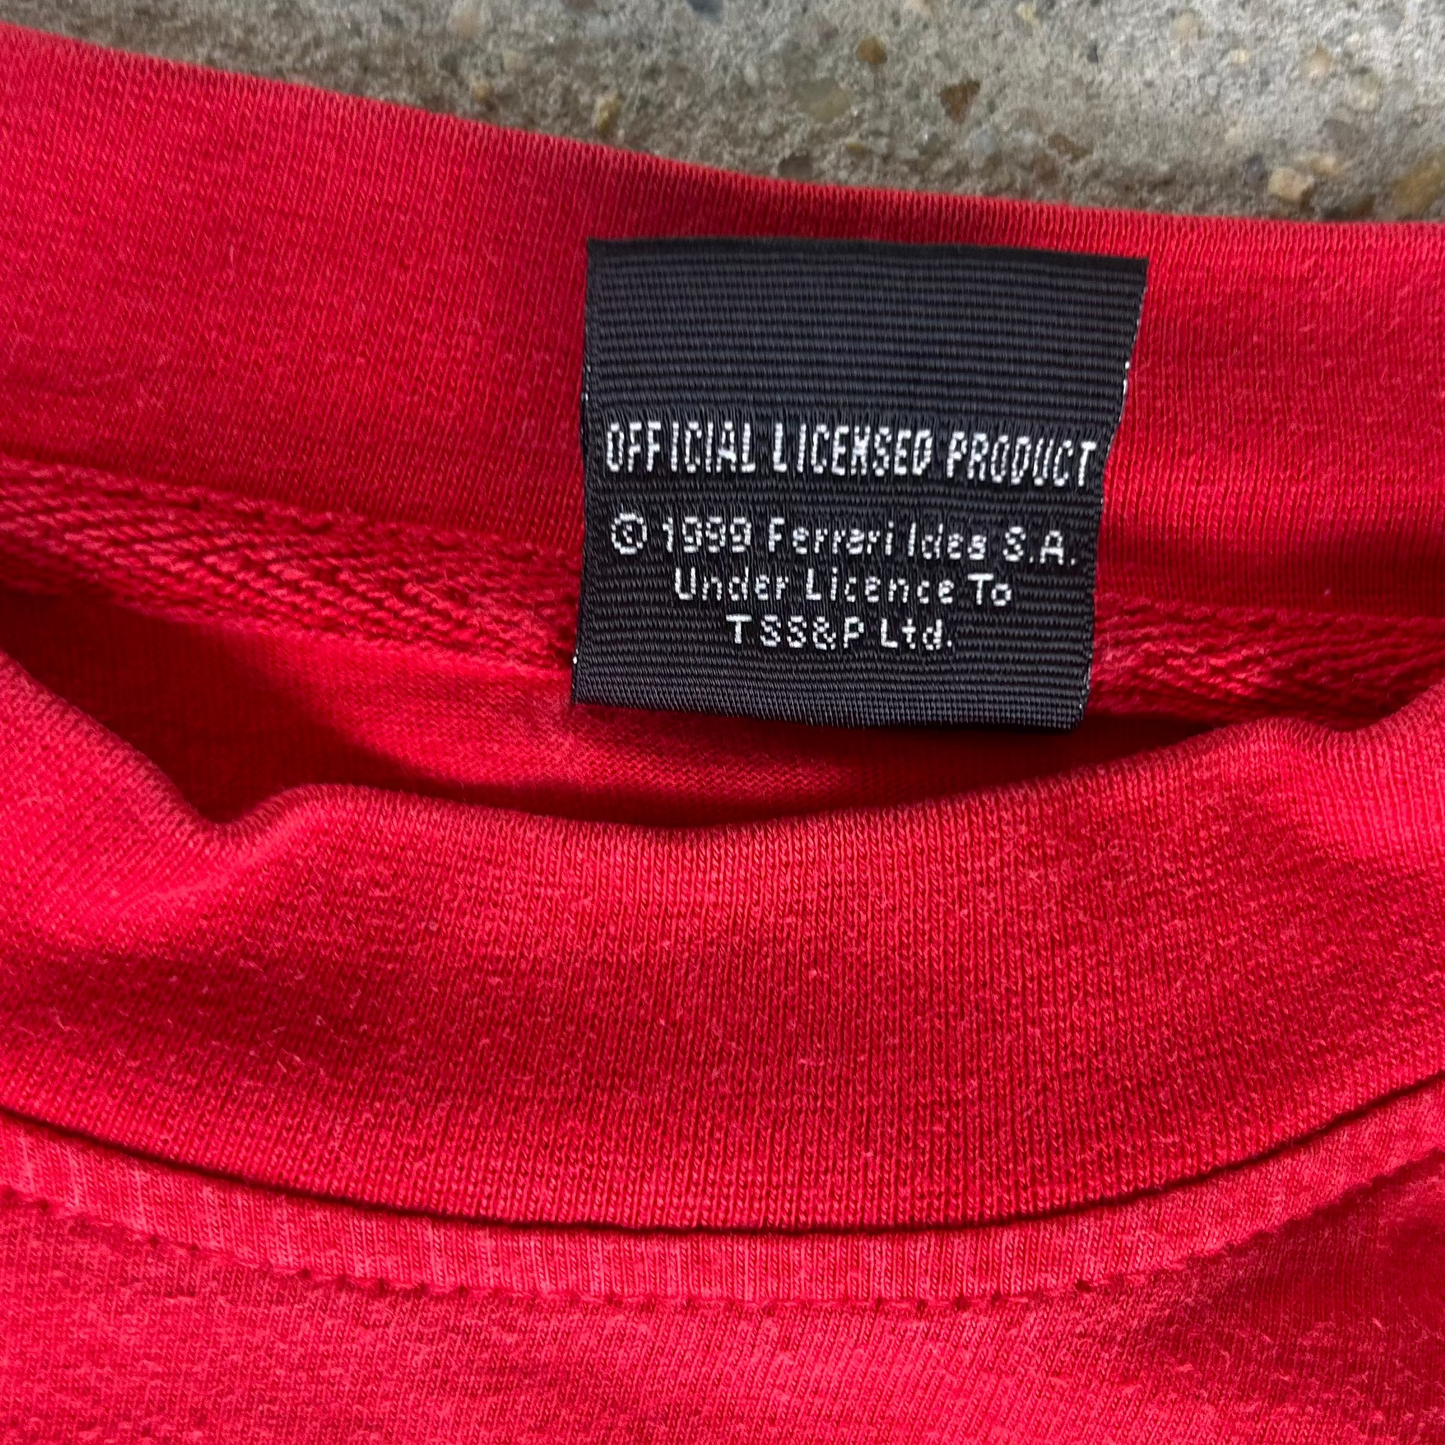 OFFICIAL LICENSED PRODUCT
© 1999 Ferrari Idea S.A.
Under Licence To
TSS&P Ltd.